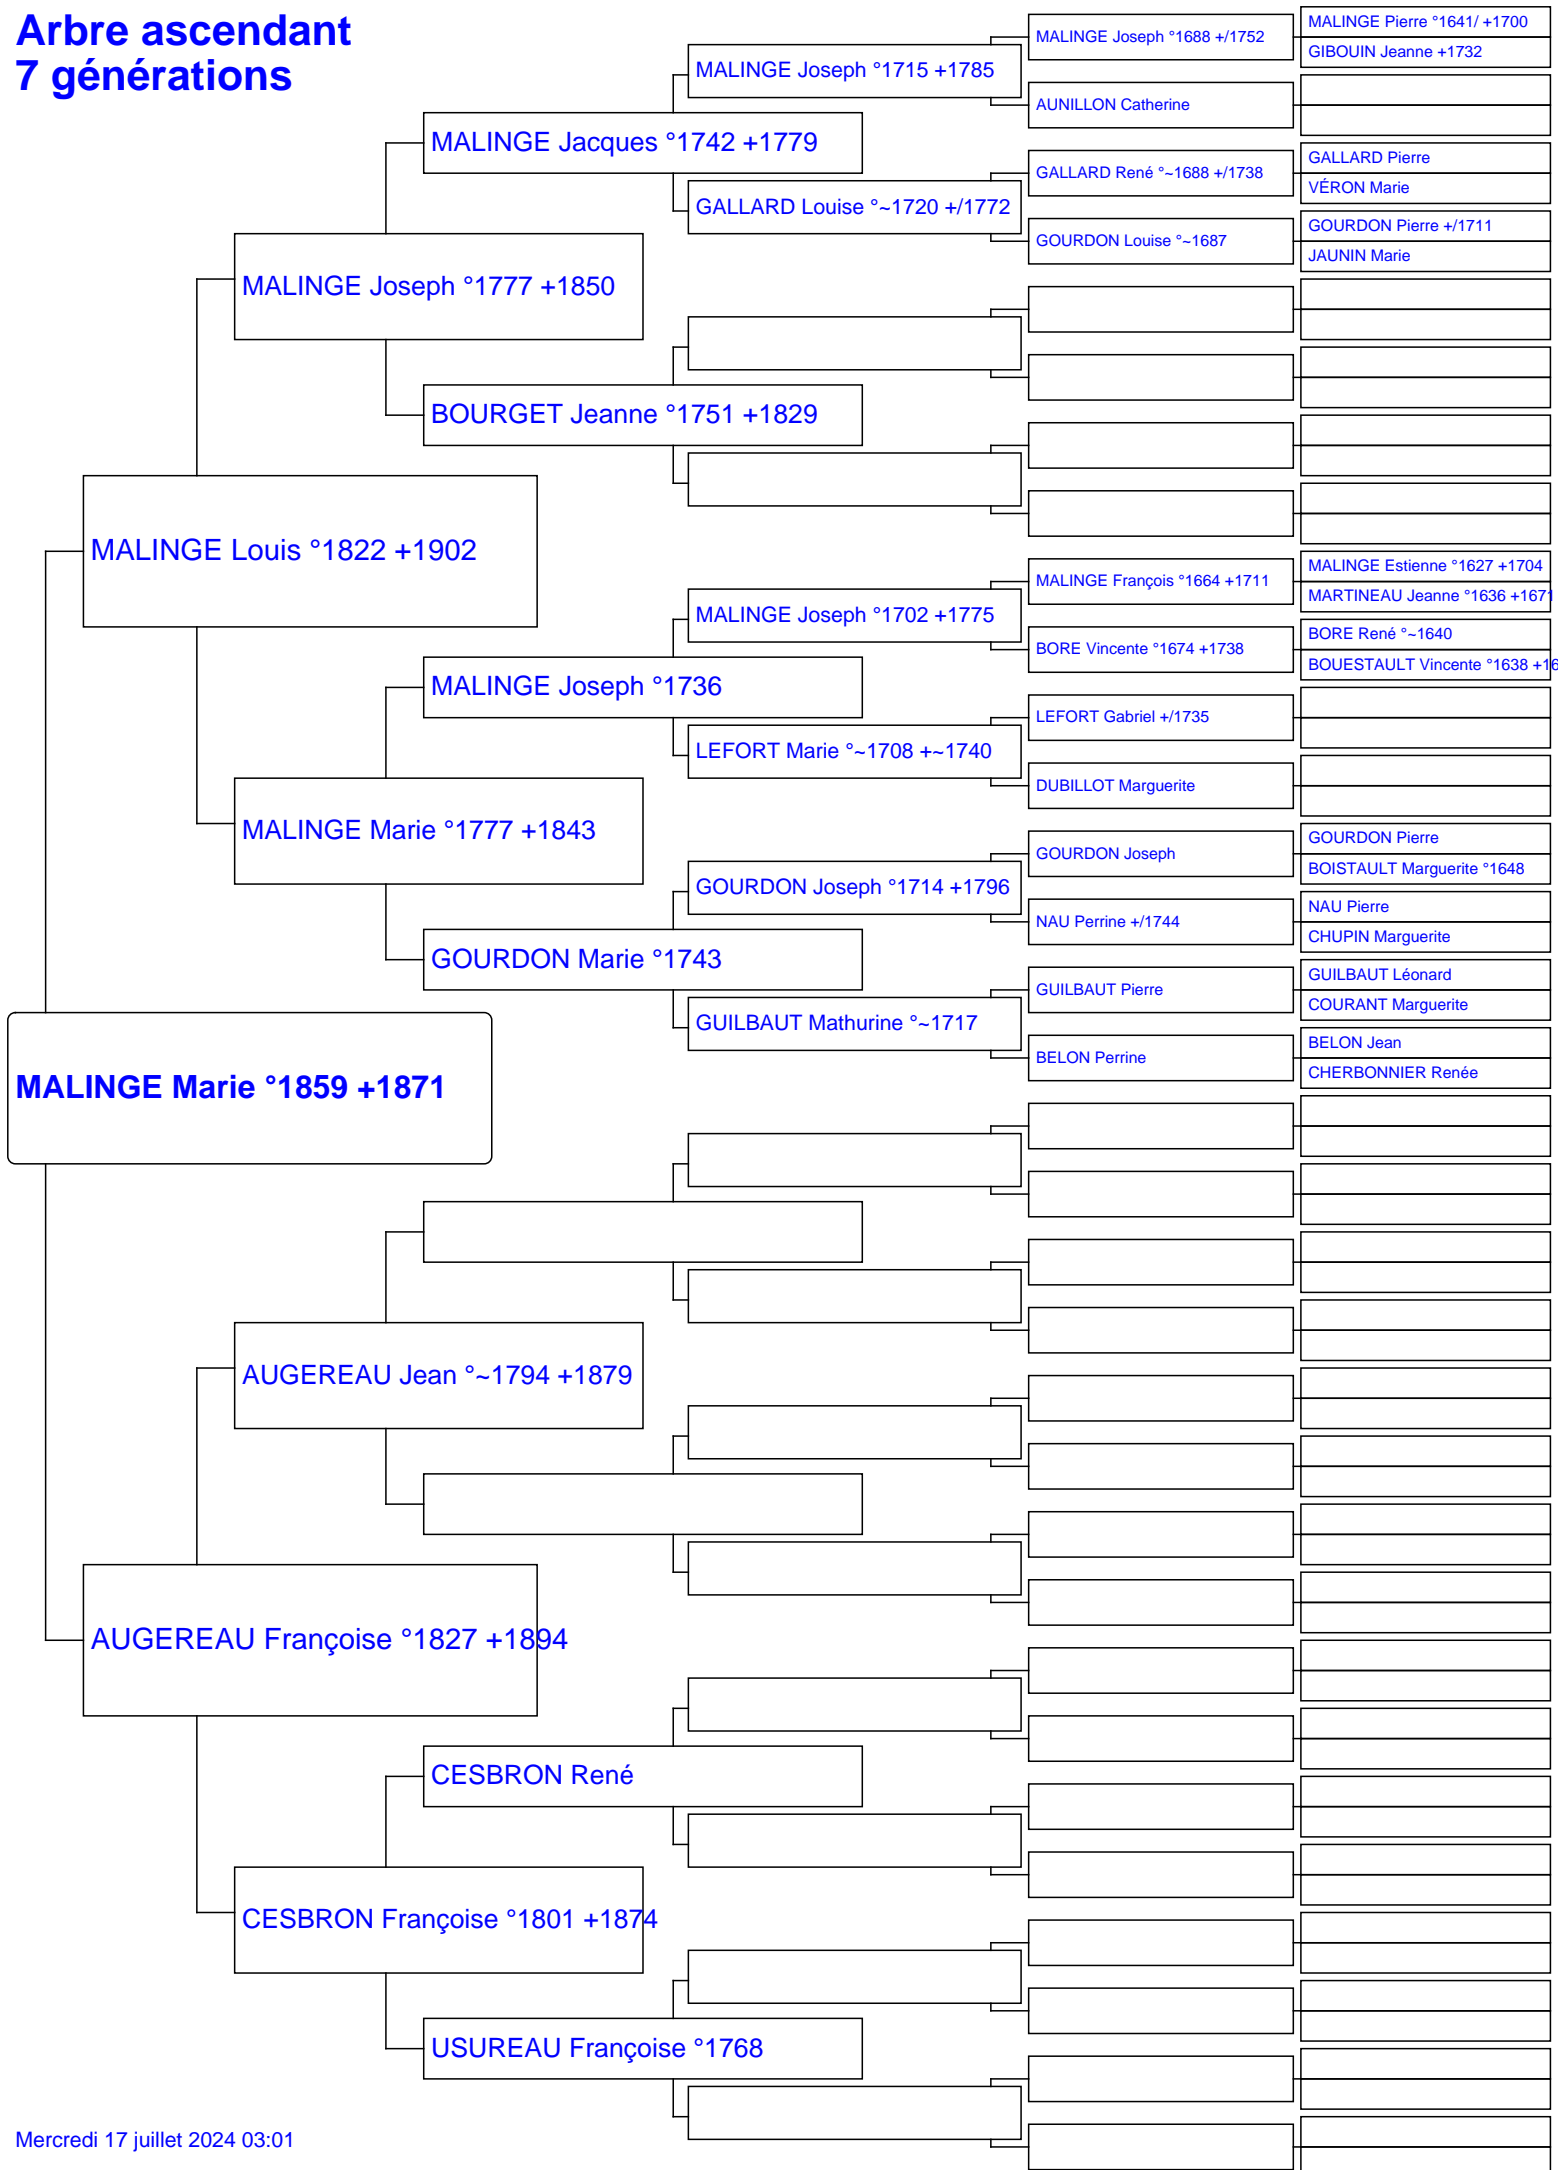 Arbre ascendant
7 générations
MALINGE Marie °1859 +1871
MALINGE Louis °1822 +1902
AUGEREAU Françoise °1827 +1894
MALINGE Joseph °1777 +1850
MALINGE Marie °1777 +1843
AUGEREAU Jean °~1794 +1879
CESBRON Françoise °1801 +1874
MALINGE Jacques °1742 +1779
BOURGET Jeanne °1751 +1829
MALINGE Joseph °1736
GOURDON Marie °1743
CESBRON René
USUREAU Françoise °1768
MALINGE Joseph °1715 +1785
GALLARD Louise °~1720 +/1772
MALINGE Joseph °1702 +1775
LEFORT Marie °~1708 +~1740
GOURDON Joseph °1714 +1796
GUILBAUT Mathurine °~1717
MALINGE Joseph °1688 +/1752
AUNILLON Catherine
GALLARD René °~1688 +/1738
GOURDON Louise °~1687
MALINGE François °1664 +1711
BORE Vincente °1674 +1738
LEFORT Gabriel +/1735
DUBILLOT Marguerite
GOURDON Joseph
NAU Perrine +/1744
GUILBAUT Pierre
BELON Perrine
MALINGE Pierre °1641/ +1700
GIBOUIN Jeanne +1732
GALLARD Pierre
VÉRON Marie
GOURDON Pierre +/1711
JAUNIN Marie
MALINGE Estienne °1627 +1704
MARTINEAU Jeanne °1636 +1671
BORE René °~1640
BOUESTAULT Vincente °1638 +16
GOURDON Pierre
BOISTAULT Marguerite °1648
NAU Pierre
CHUPIN Marguerite
GUILBAUT Léonard
COURANT Marguerite
BELON Jean
CHERBONNIER Renée
Mercredi 17 juillet 2024 03:01